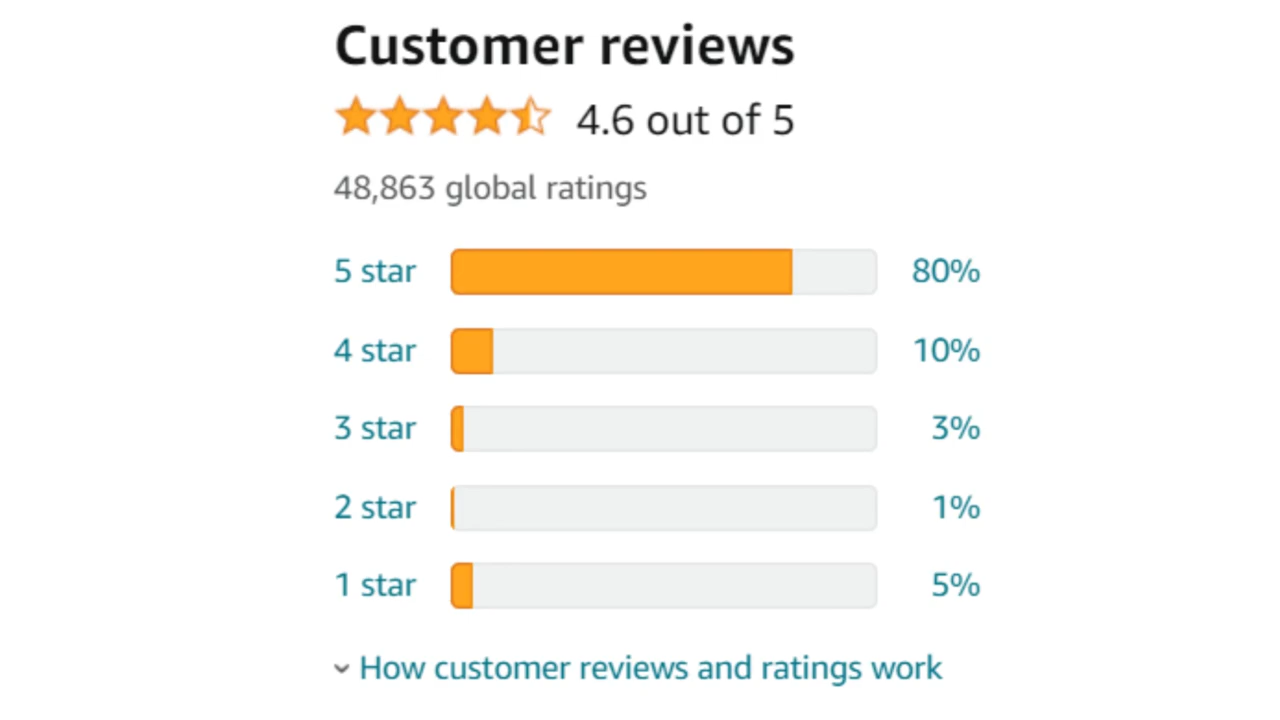 Customer reviews
4.6 out of 5
48,863 global ratings
5 star 80%
4 star 10%
3 star 3%
2 star 1%
1 star 5%
How customer reviews and ratings work